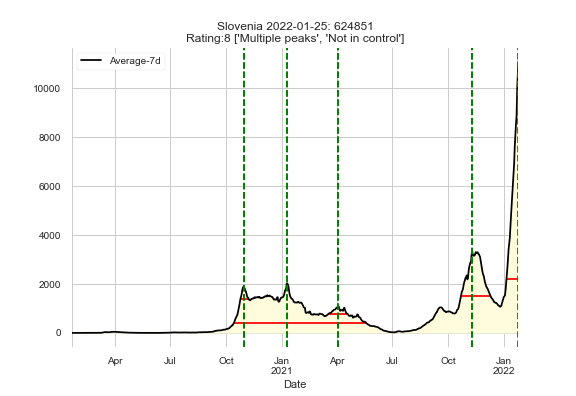 Slovenia 2022-01-25: 624851
Rating:8 ['Multiple peaks', 'Not in control']
Average-7d
10000
8000
6000
4000
2000
0
Apr
Jul
Oct
Jan
2021
Apr
Jul
Oct
Jan
2022
Date